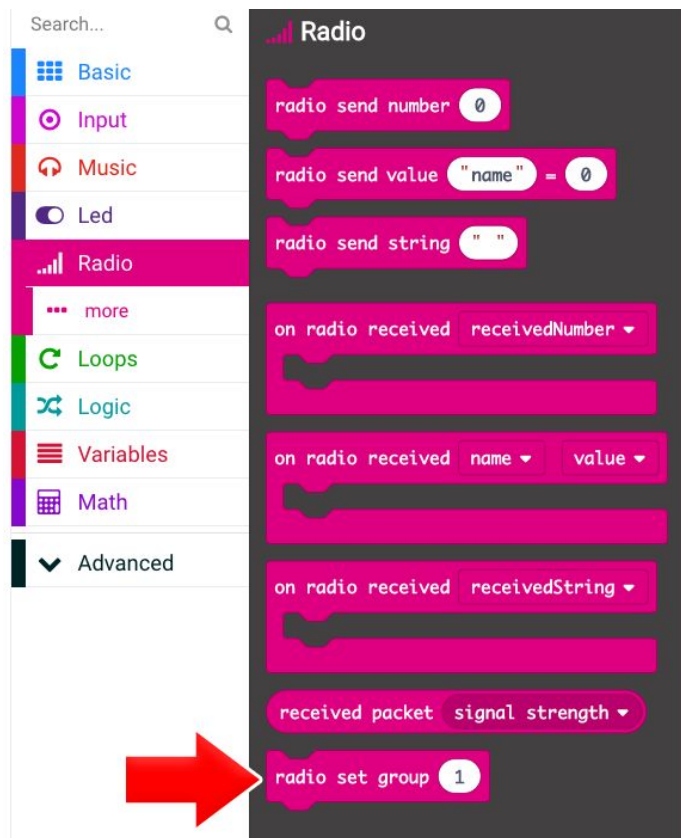 Search...
Basic
Input
Music
Led
Radio
more
Loops
Logic
Variables
Math
Advanced
Radio
radio send number 0
radio send value "name" = 0
radio send string " "
on radio received receivedNumber
on radio received name value
on radio received receivedString
received packet signal strength
radio set group 1